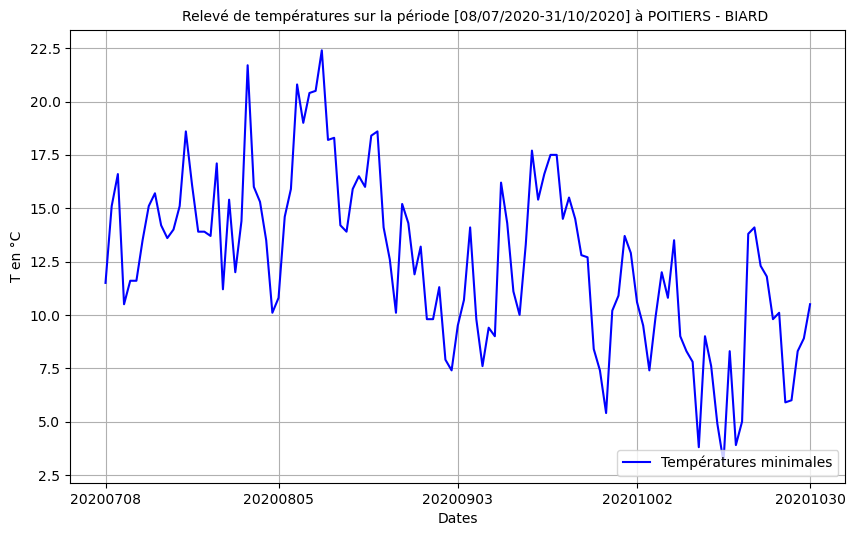 Relevé de températures sur la période [08/07/2020-31/10/2020] à POITIERS - BIARD
22.5
20.0
17.5
15.0
12.5
10.0
7.5
5.0
2.5
T en °C
Températures minimales
20200708 20200805 20200903 20201002 20201030
Dates